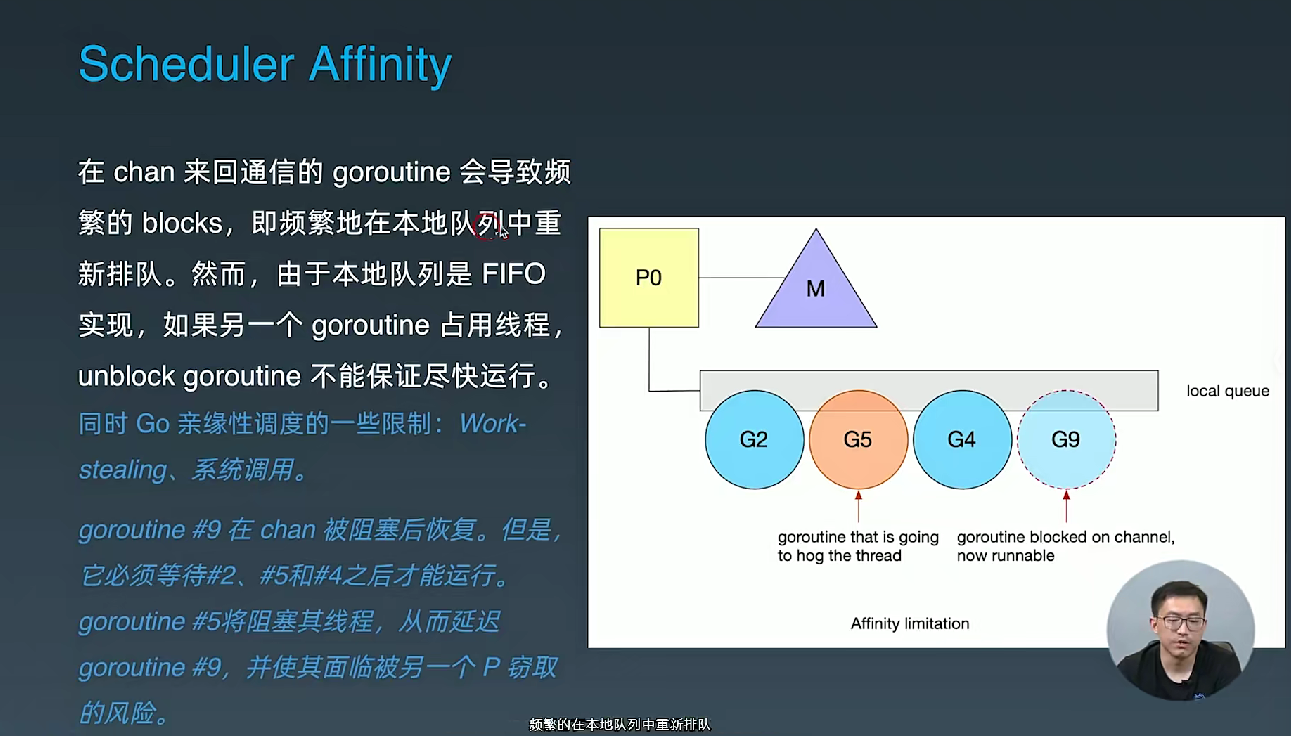 Scheduler Affinity
在 chan 来回通信的 goroutine 会导致频
繁的 blocks，即频繁地在本地队列中重
新排队。然而，由于本地队列是 FIFO
实现，如果另一个 goroutine 占用线程，
unblock goroutine 不能保证尽快运行。
同时 Go 亲缘性调度的一些限制：Work-
stealing、系统调用。
goroutine #9 在 chan 被阻塞后恢复。但是，
它必须等待#2、#5和#4之后才能运行。
goroutine #5将阻塞其线程，从而延迟
goroutine #9，并使其面临被另一个 P 窃取
的风险。
P0
M
local queue
G2
G5
G4
G9
goroutine that is going
to hog the thread
goroutine blocked on channel,
now runnable
Affinity limitation
频繁的在本地队列中重新排队